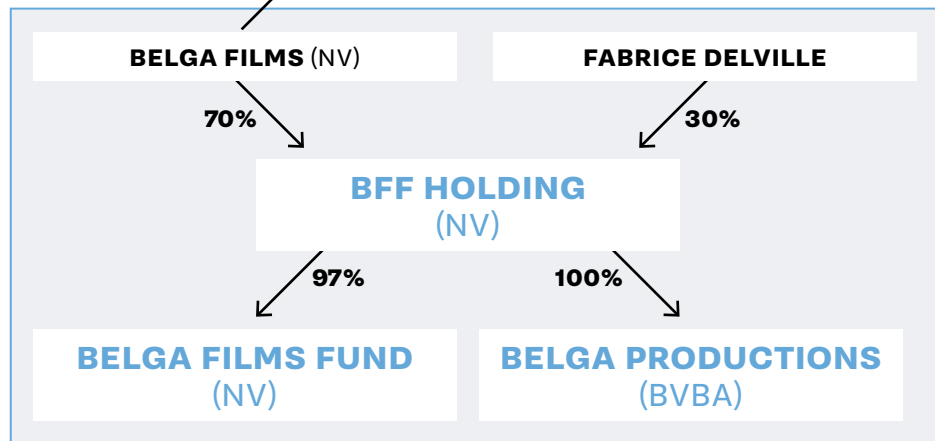 BELGA FILMS (NV)
FABRICE DELVILLE
70%
30%
BFF HOLDING
(NV)
97%
100%
BELGA FILMS FUND
(NV)
BELGA PRODUCTIONS
(BVBA)